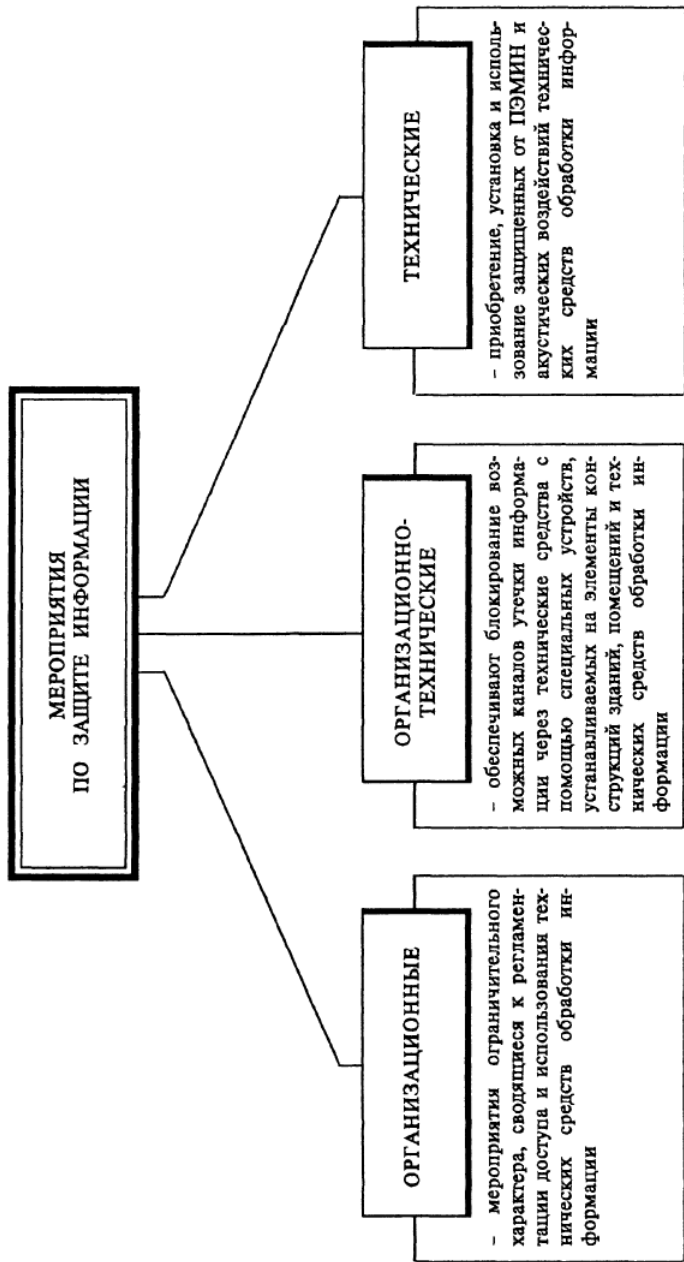 МЕРОПРИЯТИЯ
ПО ЗАЩИТЕ ИНФОРМАЦИИ
ОРГАНИЗАЦИОННЫЕ
– мероприятия ограничительного
характера, сводящиеся к регламен-
тации доступа и использования тех-
нических средств обработки ин-
формации
ОРГАНИЗАЦИОННО-
ТЕХНИЧЕСКИЕ
– обеспечивают блокирование воз-
можных каналов утечки информа-
ции через технические средства с
помощью специальных устройств,
устанавливаемых на элементы кон-
струкций зданий, помещений и тех-
нических средств обработки ин-
формации
ТЕХНИЧЕСКИЕ
– приобретение, установка и исполь-
зование защищенных от ПЭМИН и
акустических воздействий техничес-
ких средств обработки инфор-
мации